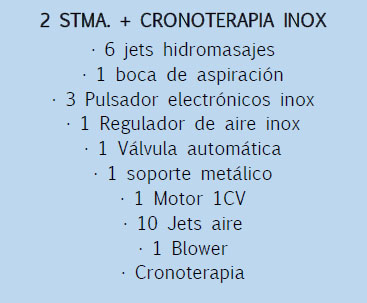 2 STMA. + CRONOTERAPIA INOX
· 6 jets hidromasajes
· 1 boca de aspiración
· 3 Pulsador electrónicos inox
· 1 Regulador de aire inox
· 1 Válvula automática
· 1 soporte metálico
· 1 Motor 1CV
· 10 Jets aire
· 1 Blower
· Cronoterapia